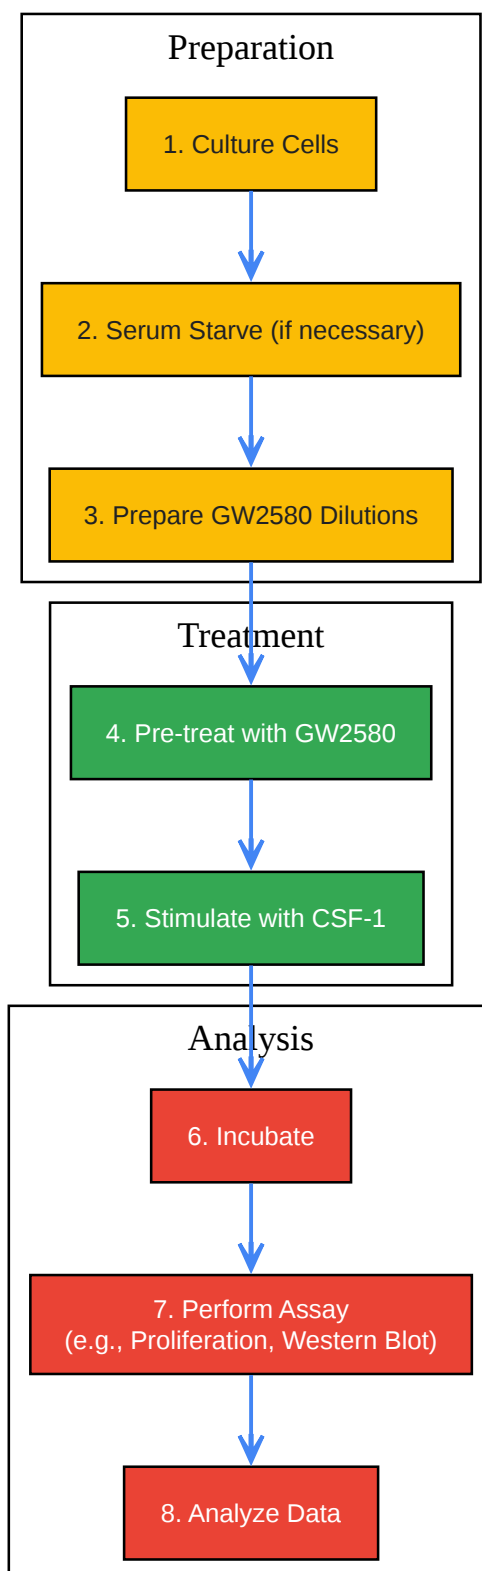 Preparation
1. Culture Cells
2. Serum Starve (if necessary)
3. Prepare GW2580 Dilutions
Treatment
4. Pre-treat with GW2580
5. Stimulate with CSF-1
Analysis
6. Incubate
7. Perform Assay
(e.g., Proliferation, Western Blot)
8. Analyze Data